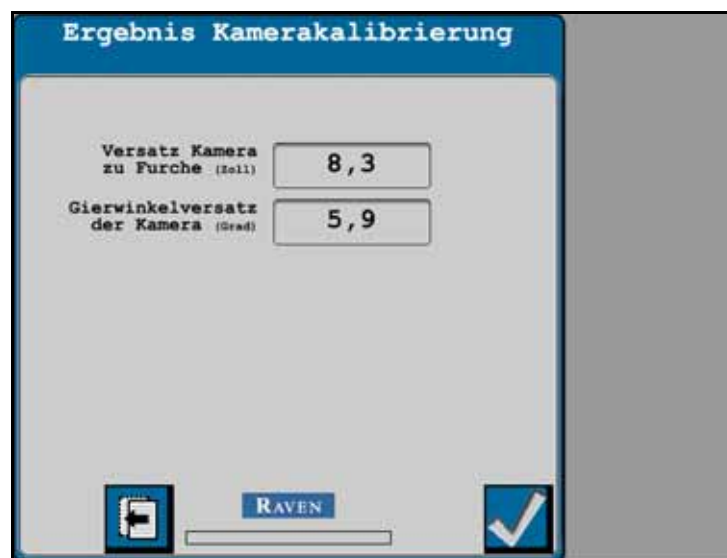 Ergebnis Kamerakalibrierung
Versatz Kamera
zu Furche (Zoll)
8,3
Gierwinkelversatz
der Kamera (Grad)
5,9
RAVEN